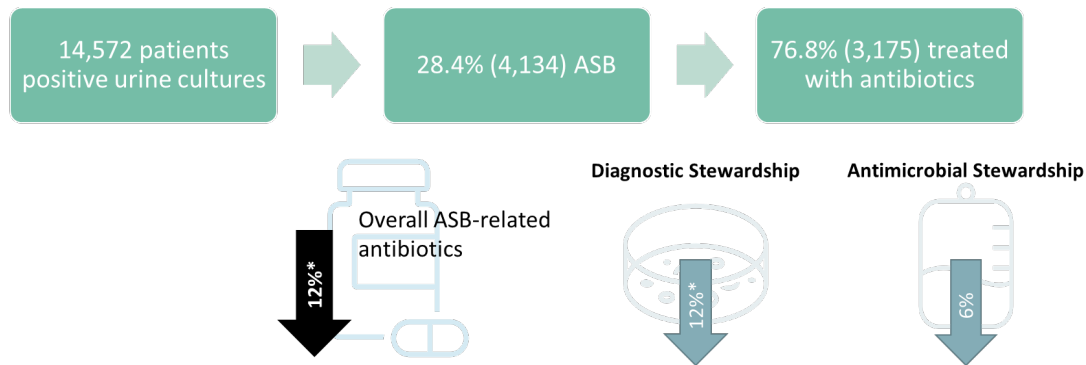 14,572 patients
positive urine cultures
28.4% (4,134) ASB
76.8% (3,175) treated
with antibiotics
Overall ASB-related
antibiotics
12%*
Diagnostic Stewardship
12%*
Antimicrobial Stewardship
6%